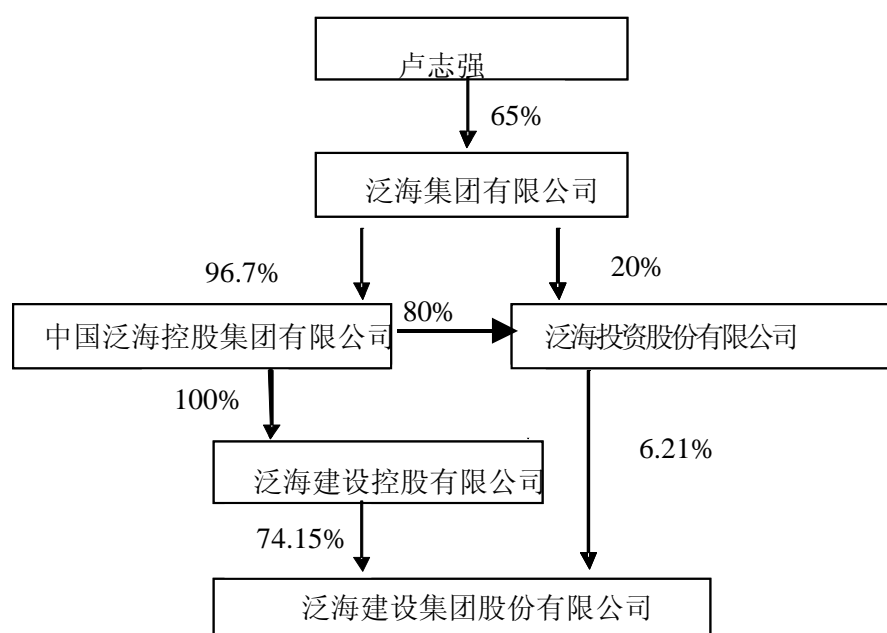 卢志强
65%
泛海集团有限公司
96.7%
20%
80%
中国泛海控股集团有限公司
泛海投资股份有限公司
100%
6.21%
泛海建设控股有限公司
74.15%
泛海建设集团股份有限公司